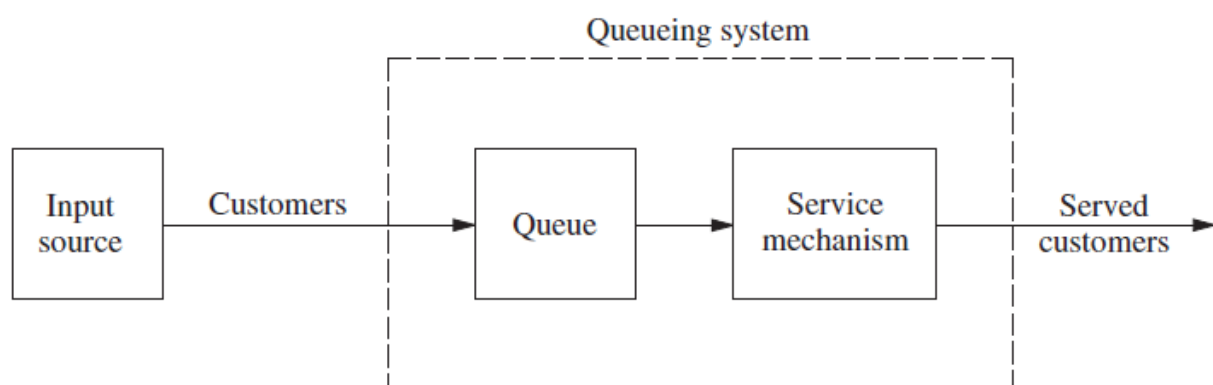 Queueing system
Input
source
Customers
Queue
Service
mechanism
Served
customers